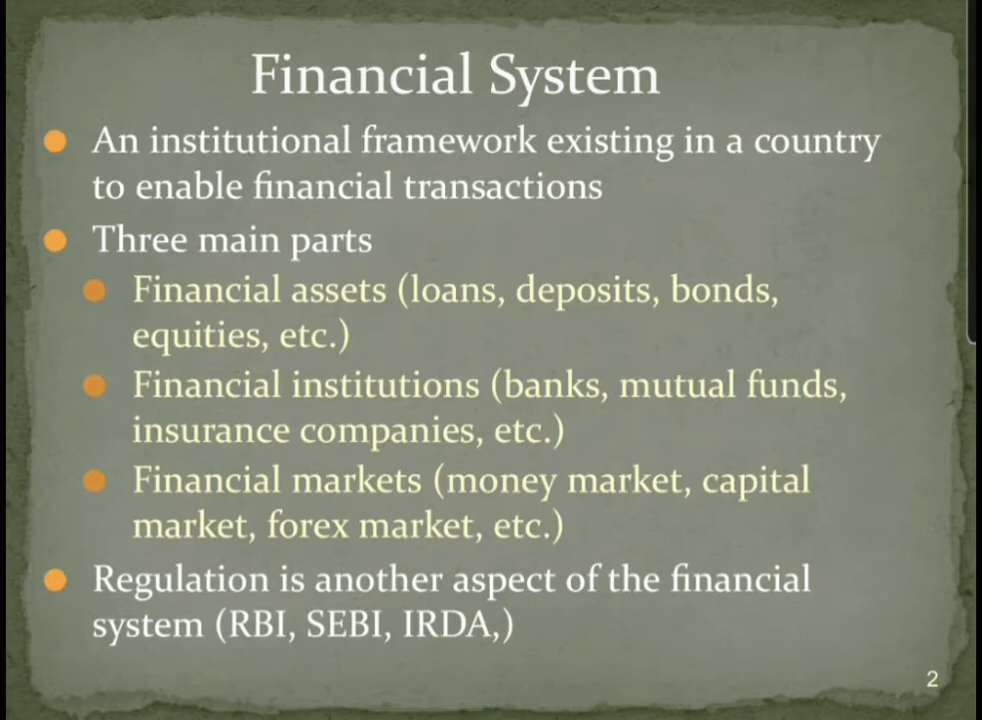 Financial System
An institutional framework existing in a country
to enable financial transactions
Three main parts
Financial assets (loans, deposits, bonds,
equities, etc.)
Financial institutions (banks, mutual funds,
insurance companies, etc.)
Financial markets (money market, capital
market, forex market, etc.)
Regulation is another aspect of the financial
system (RBI, SEBI, IRDA,)
2